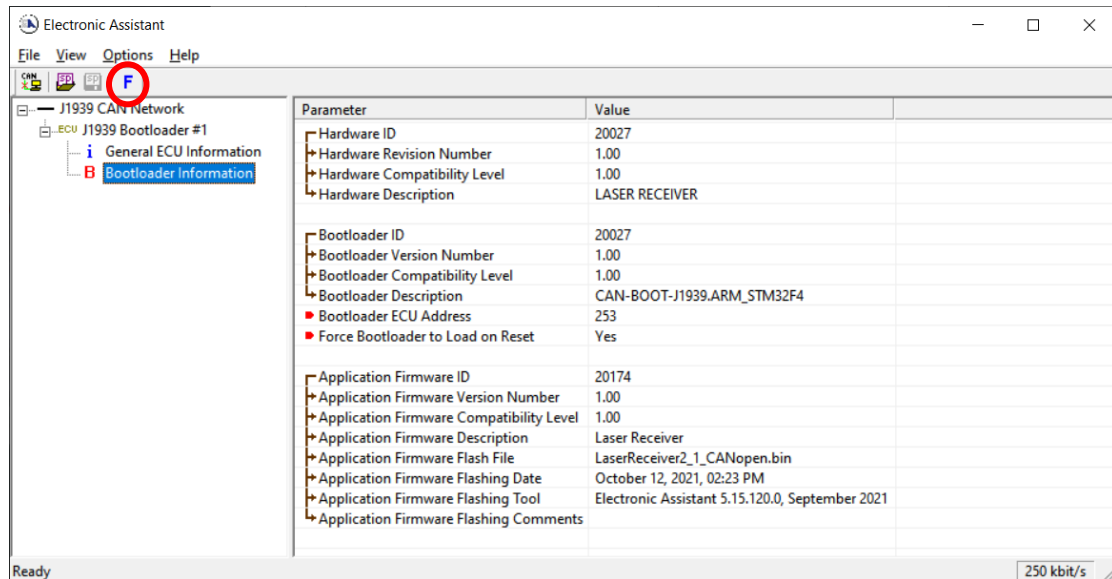 Electronic Assistant
File View Options Help
CAN SP SP F
J1939 CAN Network
ECU J1939 Bootloader #1
i General ECU Information
B Bootloader Information
Parameter Value
Hardware ID 20027
Hardware Revision Number 1.00
Hardware Compatibility Level 1.00
Hardware Description LASER RECEIVER
Bootloader ID 20027
Bootloader Version Number 1.00
Bootloader Compatibility Level 1.00
Bootloader Description CAN-BOOT-J1939.ARM_STM32F4
Bootloader ECU Address 253
Force Bootloader to Load on Reset Yes
Application Firmware ID 20174
Application Firmware Version Number 1.00
Application Firmware Compatibility Level 1.00
Application Firmware Description Laser Receiver
Application Firmware Flash File LaserReceiver2_1_CANopen.bin
Application Firmware Flashing Date October 12, 2021, 02:23 PM
Application Firmware Flashing Tool Electronic Assistant 5.15.120.0, September 2021
Application Firmware Flashing Comments
Ready 250 kbit/s